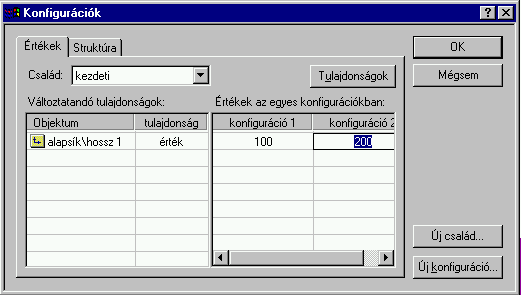 Konfigurációk
Értékek Struktúra
OK
Család: kezdeti Tulajdonságok
Mégsem
Változtatandó tulajdonságok: Értékek az egyes konfigurációkban:
Objektum tulajdonság konfiguráció 1 konfiguráció 2
alapsík\hossz 1 érték 100 200
Új család...
Új konfiguráció...